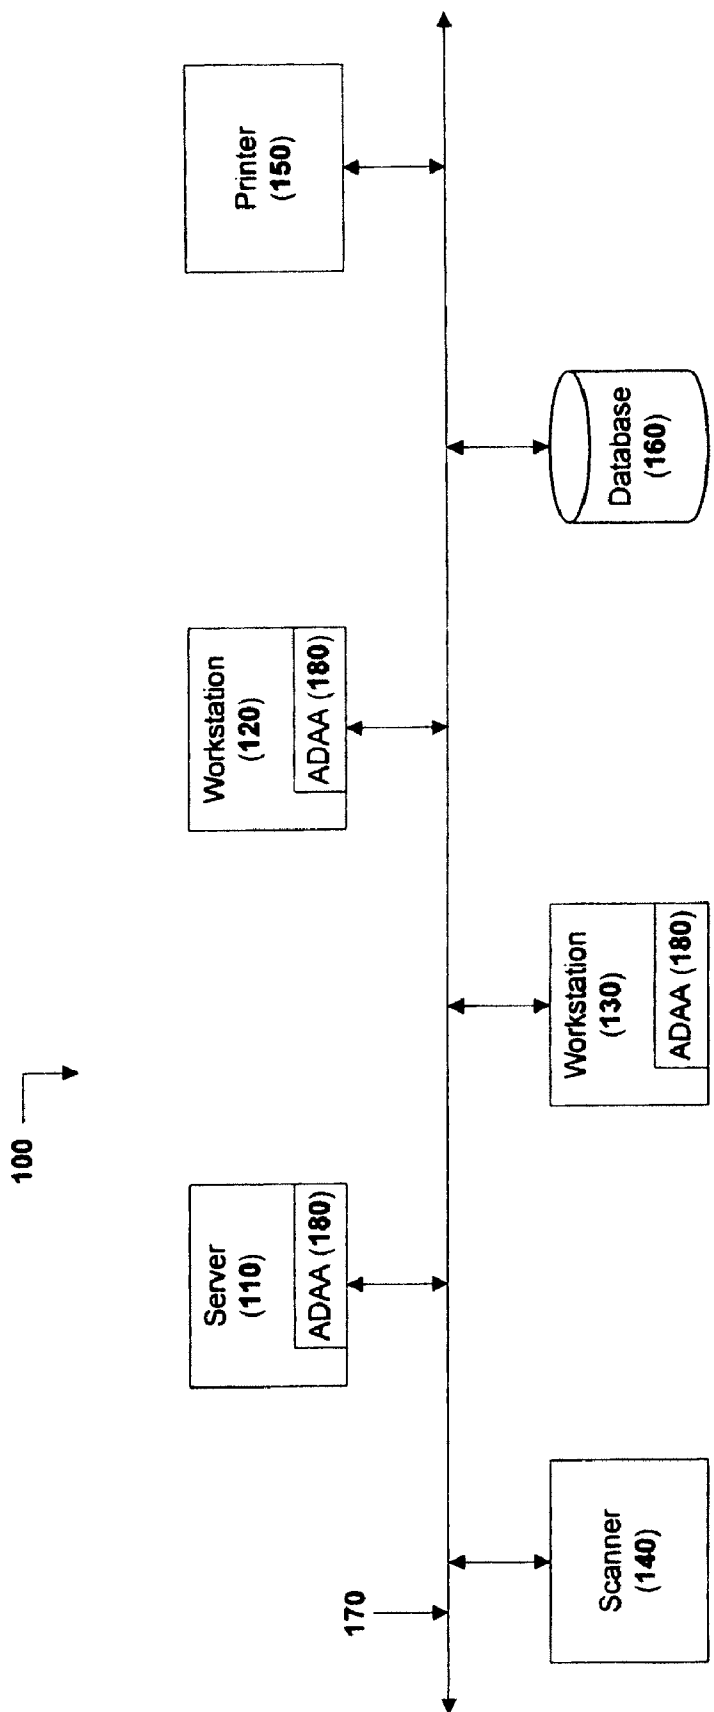 100
Server
(110)
ADAA (180)
Workstation
(120)
ADAA (180)
Printer
(150)
170
Scanner
(140)
Workstation
(130)
ADAA (180)
Database
(160)